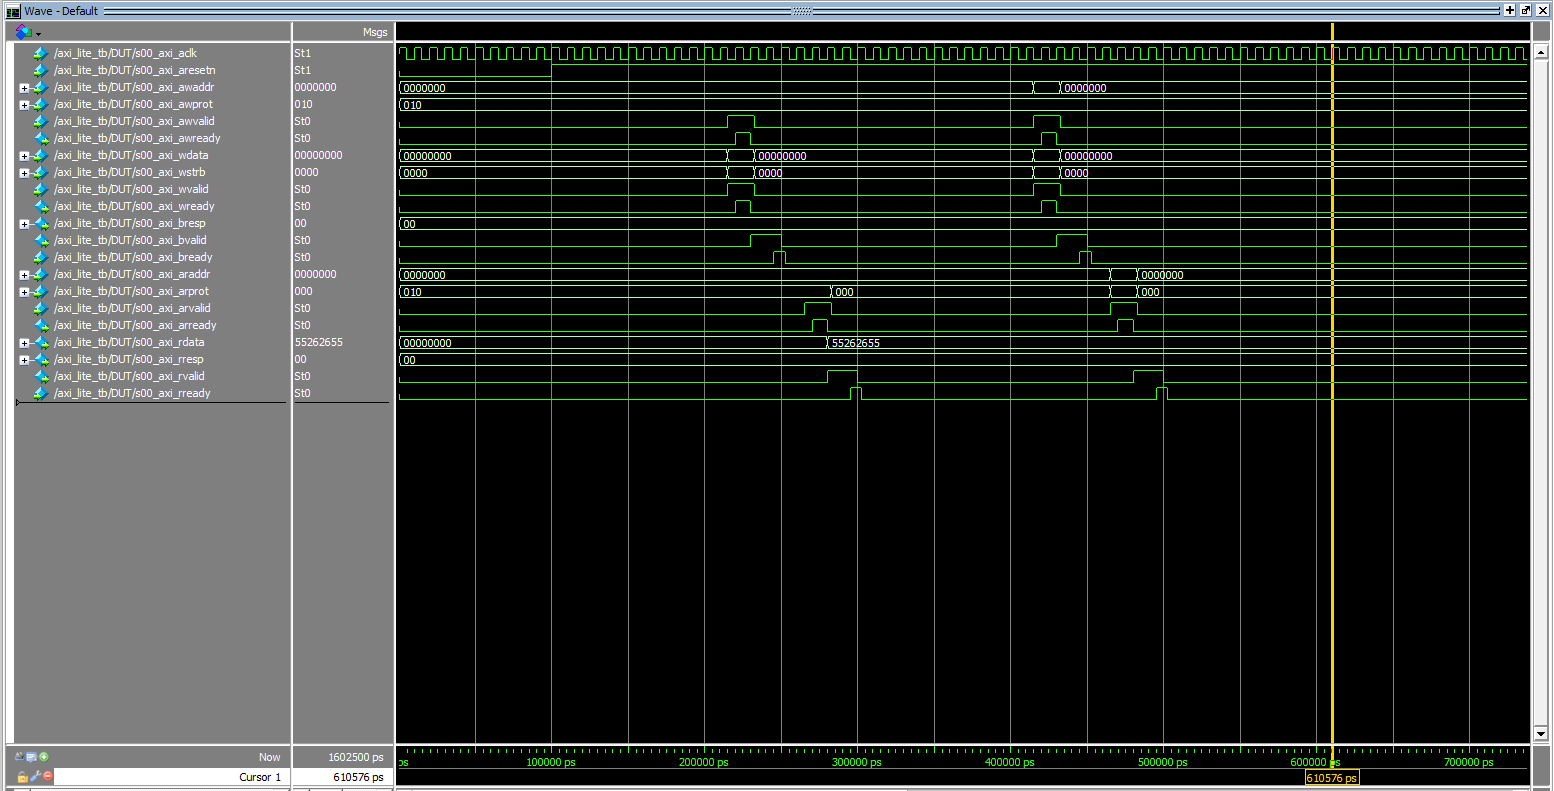 Wave - Default
Msgs
/axi_lite_tb/DUT/s00_axi_aclk St1
/axi_lite_tb/DUT/s00_axi_aresetn St1
/axi_lite_tb/DUT/s00_axi_awaddr 0000000 0000000 0000000
/axi_lite_tb/DUT/s00_axi_awprot 010 010
/axi_lite_tb/DUT/s00_axi_awvalid St0
/axi_lite_tb/DUT/s00_axi_awready St0
/axi_lite_tb/DUT/s00_axi_wdata 00000000 00000000 00000000 00000000
/axi_lite_tb/DUT/s00_axi_wstrb 0000 0000 0000 0000
/axi_lite_tb/DUT/s00_axi_wvalid St0
/axi_lite_tb/DUT/s00_axi_wready St0
/axi_lite_tb/DUT/s00_axi_bresp 00 00
/axi_lite_tb/DUT/s00_axi_bvalid St0
/axi_lite_tb/DUT/s00_axi_bready St0
/axi_lite_tb/DUT/s00_axi_araddr 0000000 0000000 0000000
/axi_lite_tb/DUT/s00_axi_arprot 000 010 000 000
/axi_lite_tb/DUT/s00_axi_arvalid St0
/axi_lite_tb/DUT/s00_axi_arready St0
/axi_lite_tb/DUT/s00_axi_rdata 55262655 00000000 55262655
/axi_lite_tb/DUT/s00_axi_rresp 00 00
/axi_lite_tb/DUT/s00_axi_rvalid St0
/axi_lite_tb/DUT/s00_axi_rready St0
Now 1602500 ps ps 100000 ps 200000 ps 300000 ps 400000 ps 500000 ps 600000 ps 700000 ps
Cursor 1 610576 ps 610576 ps